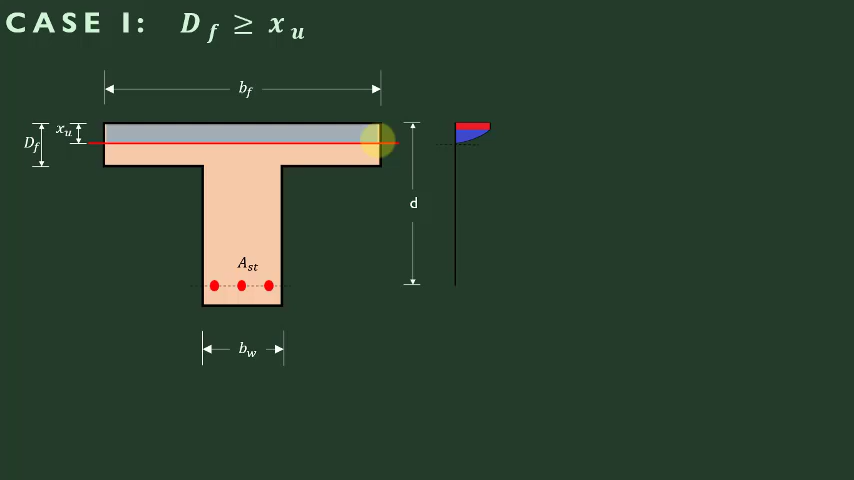 CASE I: D_f ≥ x_u
b_f
x_u
D_f
d
A_st
b_w